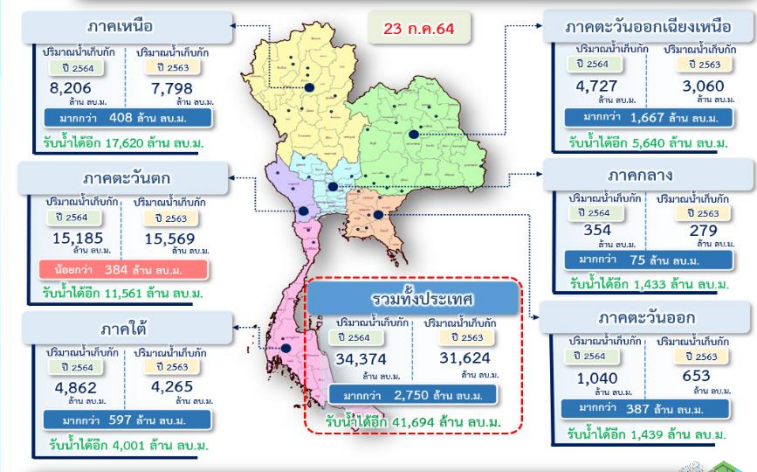 23 ก.ค.64
ภาคเหนือ
ปริมาณน้ำเก็บกัก ปริมาณน้ำเก็บกัก
ปี 2564 ปี 2563
8,206 7,798
ล้าน ลบ.ม. ล้าน ลบ.ม.
มากกว่า 408 ล้าน ลบ.ม.
รับน้ำได้อีก 17,620 ล้าน ลบ.ม.
ภาคตะวันออกเฉียงเหนือ
ปริมาณน้ำเก็บกัก ปริมาณน้ำเก็บกัก
ปี 2564 ปี 2563
4,727 3,060
ล้าน ลบ.ม. ล้าน ลบ.ม.
มากกว่า 1,667 ล้าน ลบ.ม.
รับน้ำได้อีก 5,640 ล้าน ลบ.ม.
ภาคตะวันตก
ปริมาณน้ำเก็บกัก ปริมาณน้ำเก็บกัก
ปี 2564 ปี 2563
15,185 15,569
ล้าน ลบ.ม. ล้าน ลบ.ม.
น้อยกว่า 384 ล้าน ลบ.ม.
รับน้ำได้อีก 11,561 ล้าน ลบ.ม.
ภาคกลาง
ปริมาณน้ำเก็บกัก ปริมาณน้ำเก็บกัก
ปี 2564 ปี 2563
354 279
ล้าน ลบ.ม. ล้าน ลบ.ม.
มากกว่า 75 ล้าน ลบ.ม.
รับน้ำได้อีก 1,433 ล้าน ลบ.ม.
ภาคใต้
ปริมาณน้ำเก็บกัก ปริมาณน้ำเก็บกัก
ปี 2564 ปี 2563
4,862 4,265
ล้าน ลบ.ม. ล้าน ลบ.ม.
มากกว่า 597 ล้าน ลบ.ม.
รับน้ำได้อีก 4,001 ล้าน ลบ.ม.
รวมทั้งประเทศ
ปริมาณน้ำเก็บกัก ปริมาณน้ำเก็บกัก
ปี 2564 ปี 2563
34,374 31,624
ล้าน ลบ.ม. ล้าน ลบ.ม.
มากกว่า 2,750 ล้าน ลบ.ม.
รับน้ำได้อีก 41,694 ล้าน ลบ.ม.
ภาคตะวันออก
ปริมาณน้ำเก็บกัก ปริมาณน้ำเก็บกัก
ปี 2564 ปี 2563
1,040 653
ล้าน ลบ.ม. ล้าน ลบ.ม.
มากกว่า 387 ล้าน ลบ.ม.
รับน้ำได้อีก 1,439 ล้าน ลบ.ม.